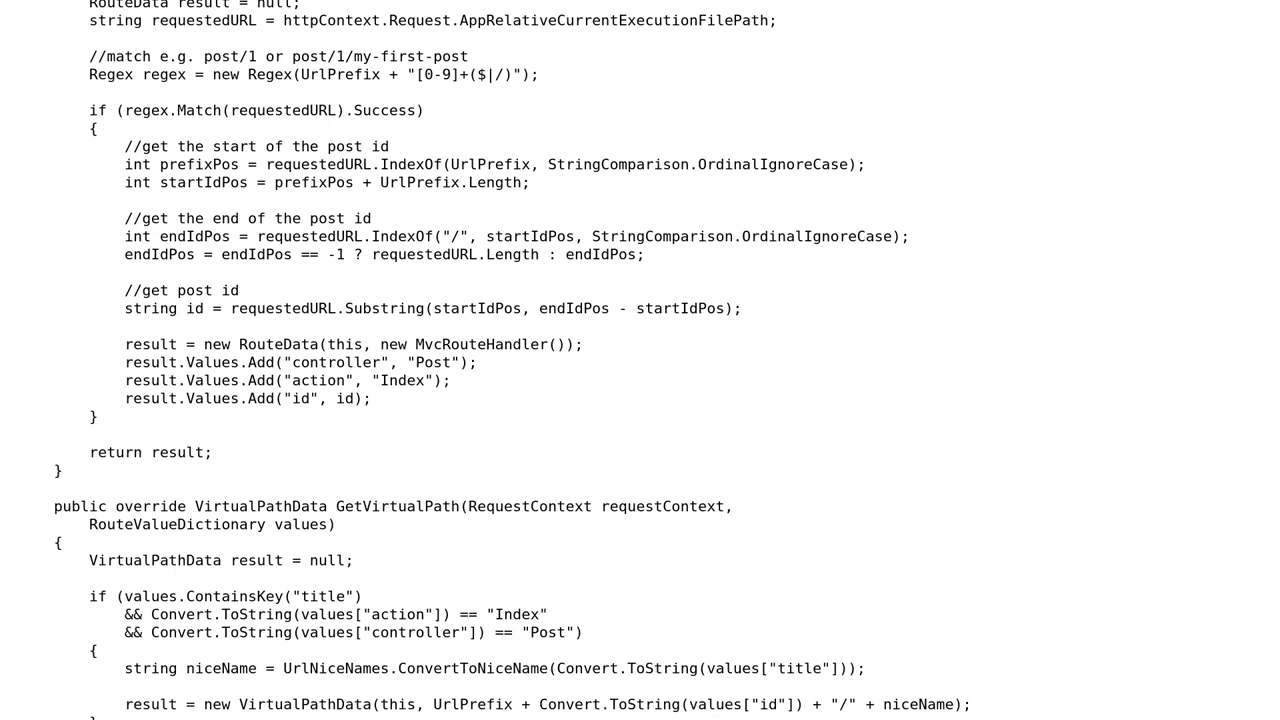 RouteData result = null;
string requestedURL = httpContext.Request.AppRelativeCurrentExecutionFilePath;
//match e.g. post/1 or post/1/my-first-post
Regex regex = new Regex(UrlPrefix + "[0-9]+($|/)");
if (regex.Match(requestedURL).Success)
{
//get the start of the post id
int prefixPos = requestedURL.IndexOf(UrlPrefix, StringComparison.OrdinalIgnoreCase);
int startIdPos = prefixPos + UrlPrefix.Length;
//get the end of the post id
int endIdPos = requestedURL.IndexOf("/", startIdPos, StringComparison.OrdinalIgnoreCase);
endIdPos = endIdPos == -1 ? requestedURL.Length : endIdPos;
//get post id
string id = requestedURL.Substring(startIdPos, endIdPos - startIdPos);
result = new RouteData(this, new MvcRouteHandler());
result.Values.Add("controller", "Post");
result.Values.Add("action", "Index");
result.Values.Add("id", id);
}
return result;
}
public override VirtualPathData GetVirtualPath(RequestContext requestContext,
RouteValueDictionary values)
{
VirtualPathData result = null;
if (values.ContainsKey("title")
&& Convert.ToString(values["action"]) == "Index"
&& Convert.ToString(values["controller"]) == "Post")
{
string niceName = UrlNiceNames.ConvertToNiceName(Convert.ToString(values["title"]));
result = new VirtualPathData(this, UrlPrefix + Convert.ToString(values["id"]) + "/" + niceName);
}